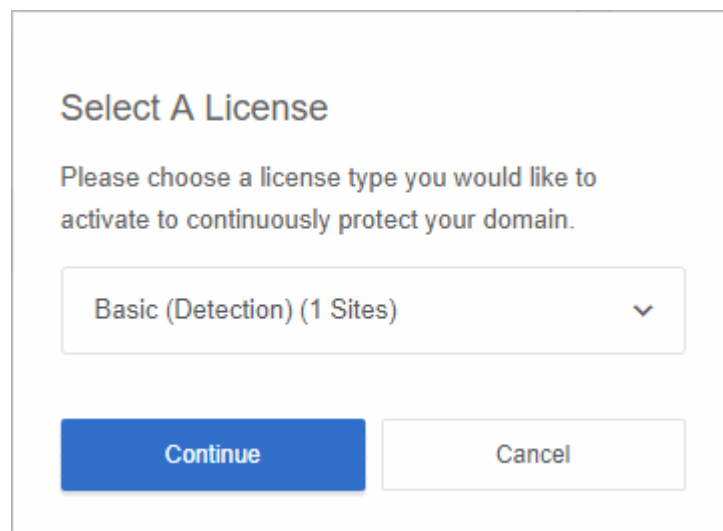 Select A License
Please choose a license type you would like to
activate to continuously protect your domain.
Basic (Detection) (1 Sites)
Continue
Cancel